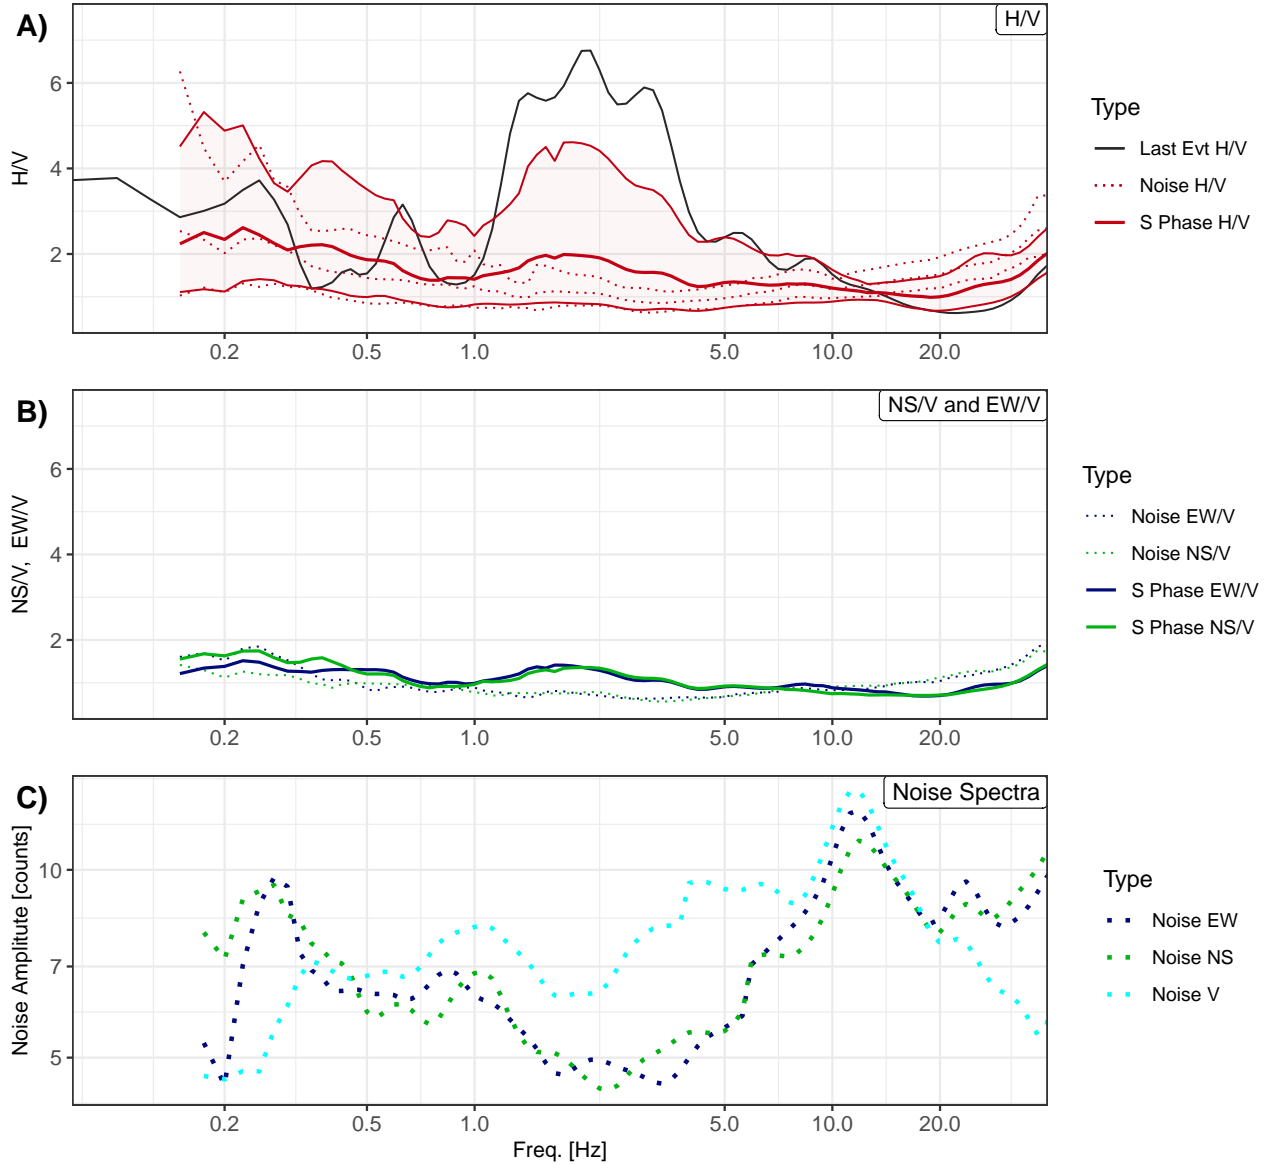 A)
H/V
H/V
6
4
2
0.2 0.5 1.0 5.0 10.0 20.0
Type
Last Evt H/V
Noise H/V
S Phase H/V
B)
NS/V and EW/V
NS/V, EW/V
6
4
2
0.2 0.5 1.0 5.0 10.0 20.0
Type
Noise EW/V
Noise NS/V
S Phase EW/V
S Phase NS/V
C)
Noise Spectra
Noise Amplitude [counts]
10
7
5
0.2 0.5 1.0 5.0 10.0 20.0
Freq. [Hz]
Type
Noise EW
Noise NS
Noise V